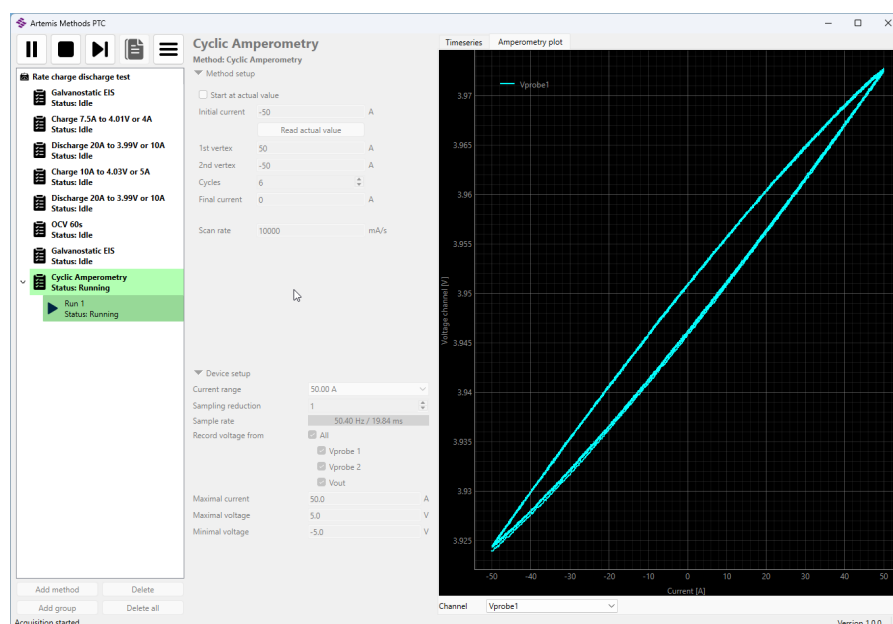 Artemis Methods PTC
Rate charge discharge test
Galvanostatic EIS
Status: Idle
Charge 7.5A to 4.01V or 4A
Status: Idle
Discharge 20A to 3.99V or 10A
Status: Idle
Charge 10A to 4.03V or 5A
Status: Idle
Discharge 20A to 3.99V or 10A
Status: Idle
OCV 60s
Status: Idle
Galvanostatic EIS
Status: Idle
Cyclic Amperometry
Status: Running
Run 1
Status: Running
Add method Delete
Add group Delete all
Acquisition started
Cyclic Amperometry
Method: Cyclic Amperometry
Method setup
Start at actual value
Initial current -50 A
Read actual value
1st vertex 50 A
2nd vertex -50 A
Cycles 6
Final current 0 A
Scan rate 10000 mA/s
Device setup
Current range 50.00 A
Sampling reduction 1
Sample rate 50.40 Hz / 19.84 ms
Record voltage from All
Vprobe 1
Vprobe 2
Vout
Maximal current 50.0 A
Maximal voltage 5.0 V
Minimal voltage -5.0 V
Timeseries Amperometry plot
Vprobe1
3.97
3.965
3.96
3.955
3.95
3.945
3.94
3.935
3.93
3.925
Voltage channel [V]
-50 -40 -30 -20 -10 0 10 20 30 40 50
Current [A]
Channel Vprobe1
Version 1.0.0